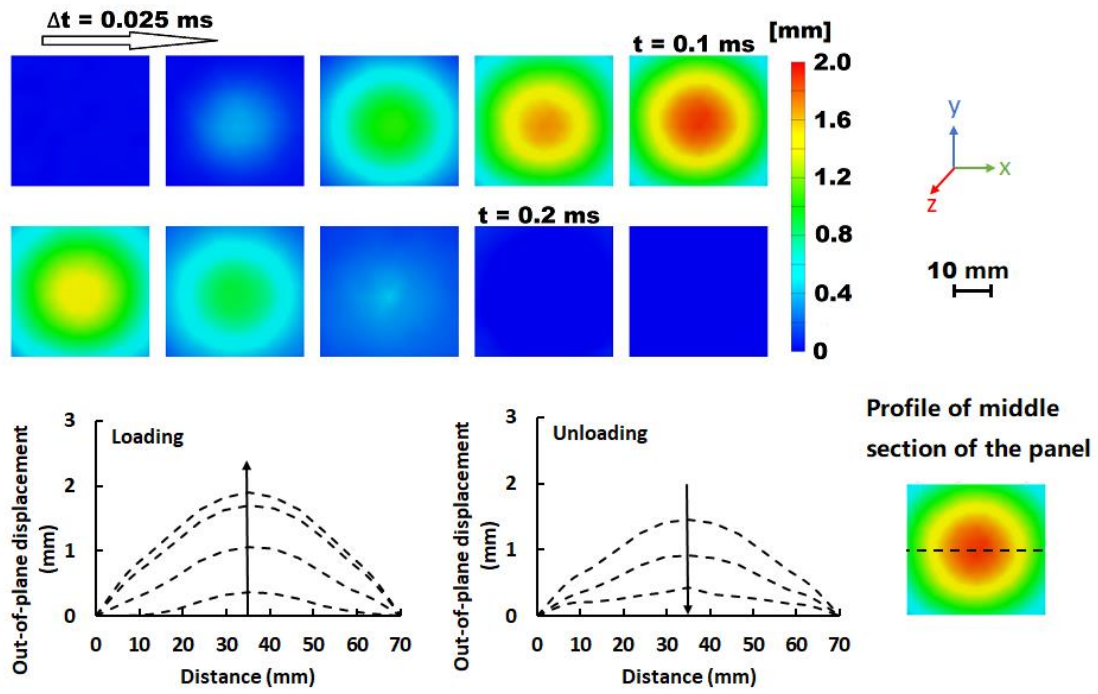 Δt = 0.025 ms
t = 0.1 ms
[mm]
2.0
1.6
1.2
0.8
0.4
0
y
x
z
t = 0.2 ms
10 mm
Out-of-plane displacement
(mm)
3
2
1
0
Loading
0 10 20 30 40 50 60 70
Distance (mm)
Out-of-plane displacement
(mm)
3
2
1
0
Unloading
0 10 20 30 40 50 60 70
Distance (mm)
Profile of middle
section of the panel